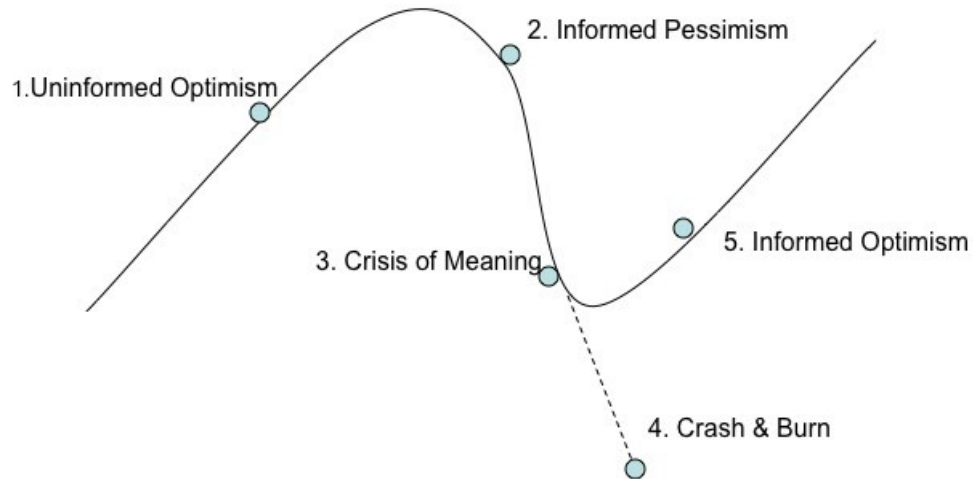 1.Uninformed Optimism
2. Informed Pessimism
3. Crisis of Meaning
4. Crash & Burn
5. Informed Optimism